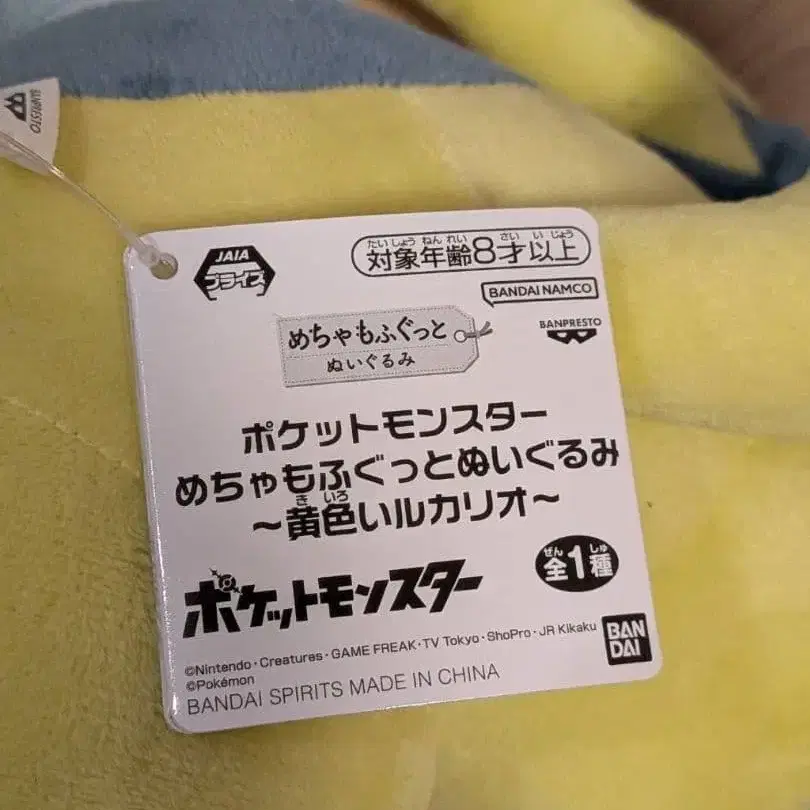 BANPRESTO
JAIA
プライズ
たいしょうねんれい さい いじょう
対象年齢8才以上
BANDAI NAMCO
BANPRESTO
めちゃもふぐっと
ぬいぐるみ
ポケットモンスター
めちゃもふぐっとぬいぐるみ
きいろ
～黄色いルカリオ～
ぜん しゅ
全1種
ポケットモンスター
©Nintendo・Creatures・GAME FREAK・TV Tokyo・ShoPro・JR Kikaku
©Pokémon
BANDAI SPIRITS MADE IN CHINA
BAN
DAI